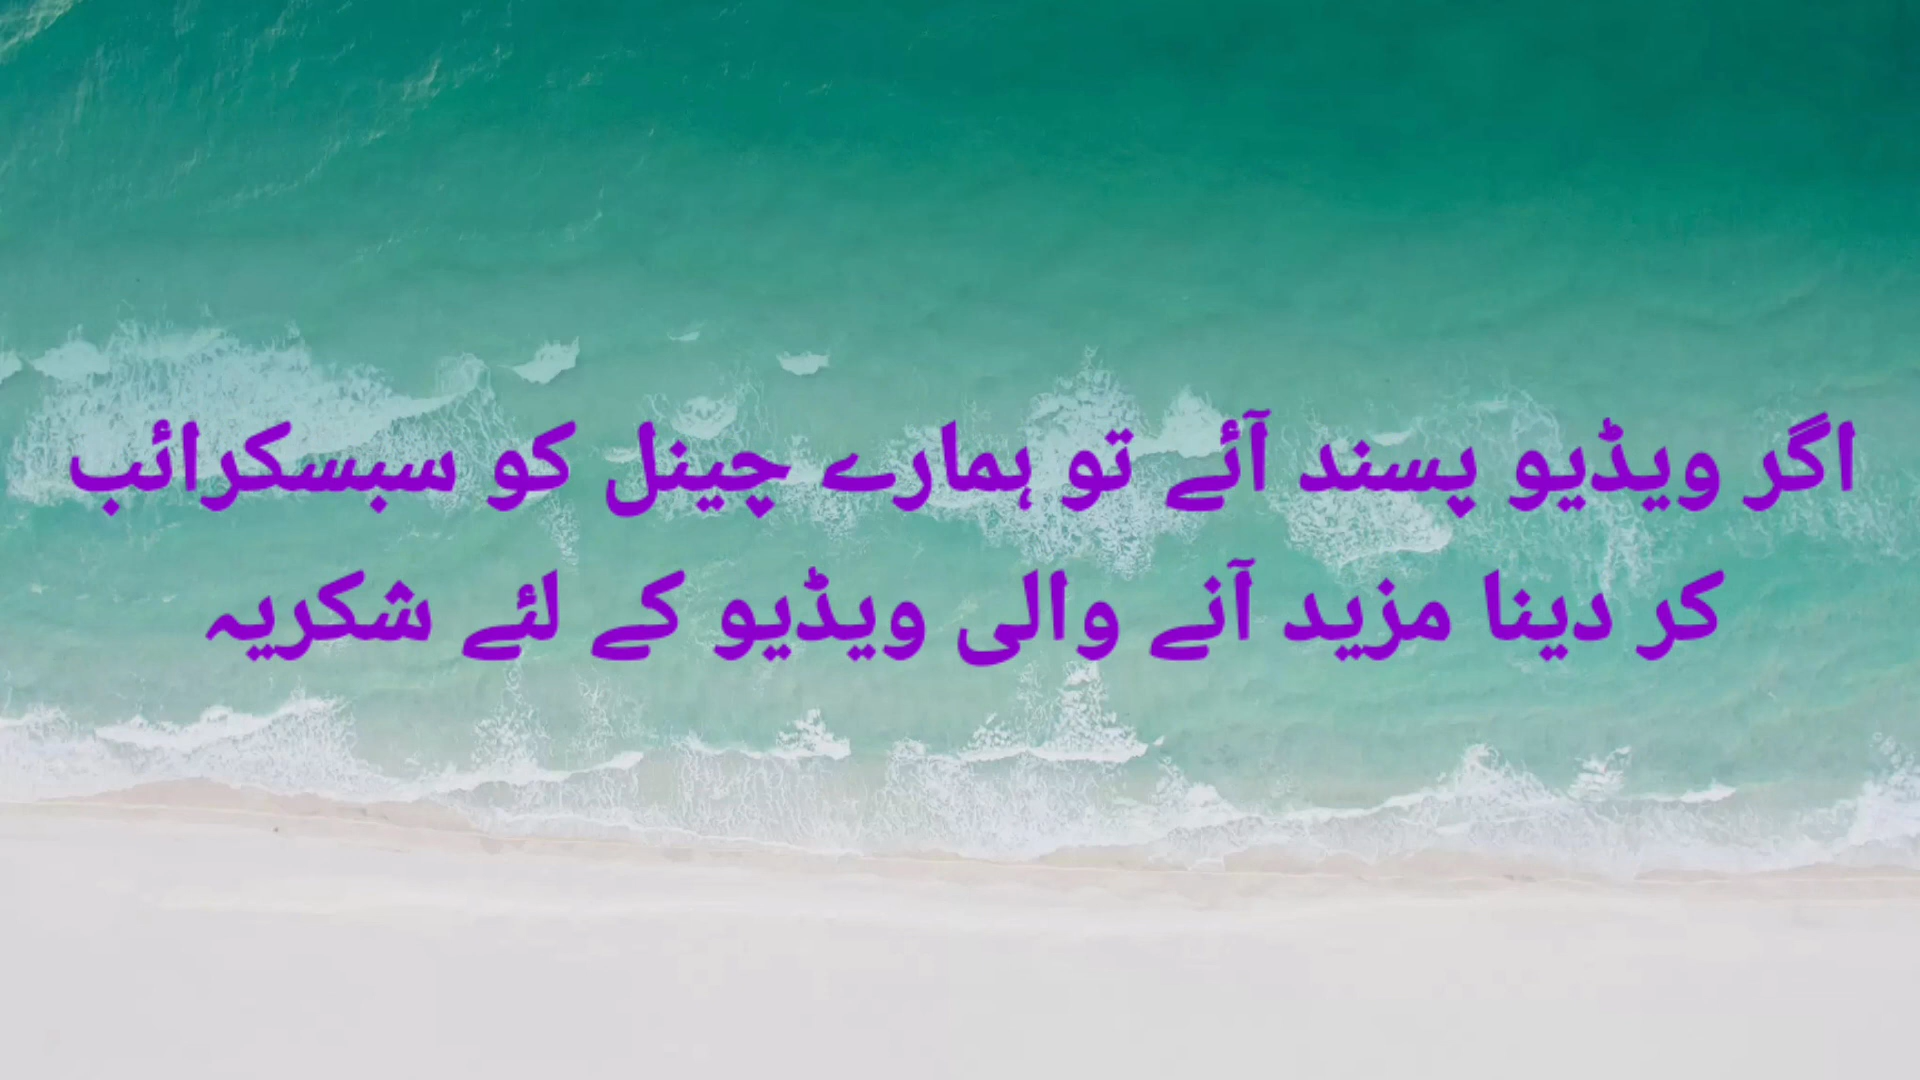 اگر ویڈیو پسند آئے تو ہمارے چینل کو سبسکرائب
کر دینا مزید آنے والی ویڈیو کے لئے شکریہ